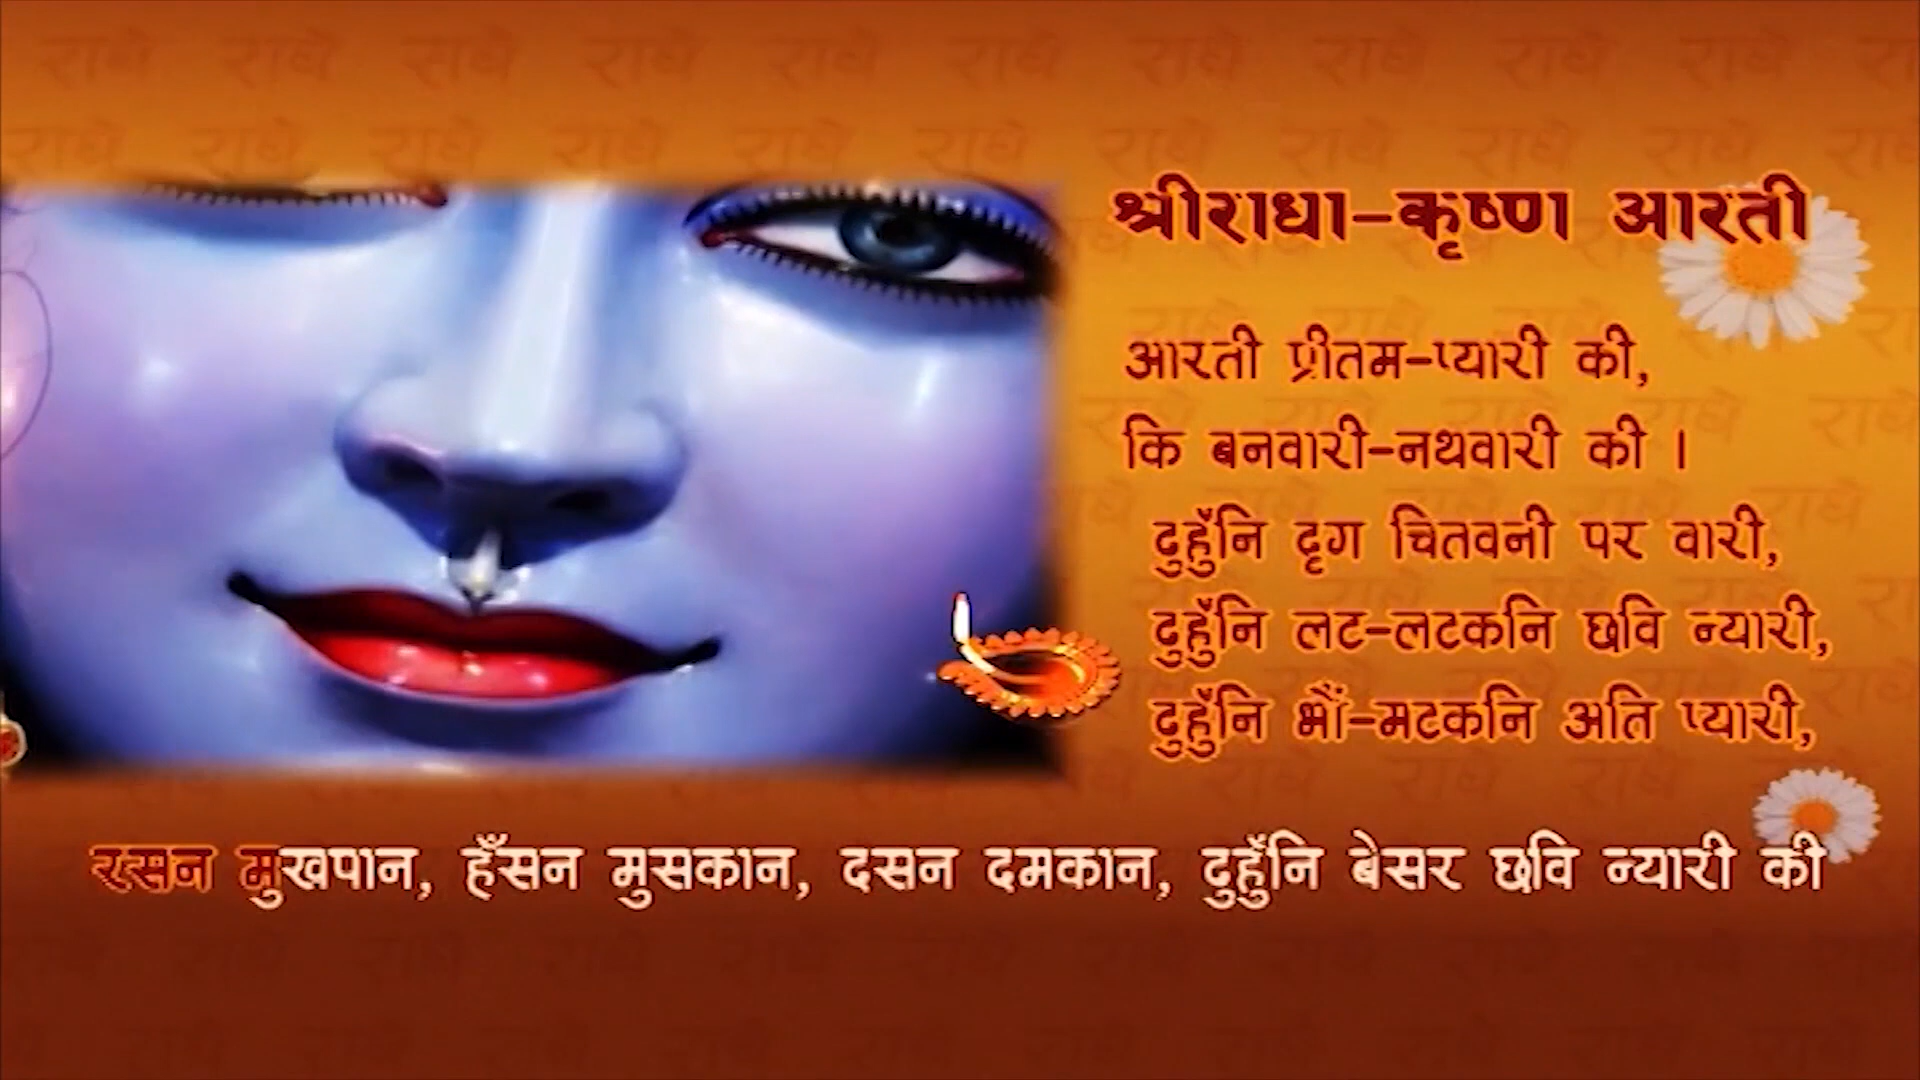 श्रीराधा-कृष्ण आरती
आरती प्रीतम-प्यारी की,
कि बनवारी-नथवारी की ।
दुहुँनि दृग चितवनी पर वारी,
दुहुँनि लट-लटकनि छवि न्यारी,
दुहुँनि भौं-मटकनि अति प्यारी,
रसन मुखपान, हँसन मुसकान, दसन दमकान, दुहुँनि बेसर छवि न्यारी की